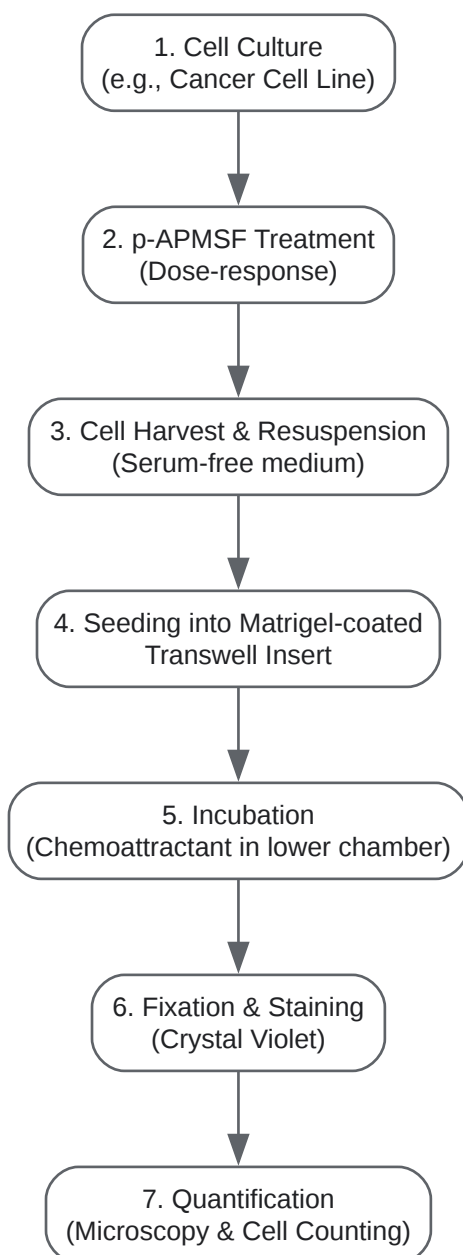 1. Cell Culture
(e.g., Cancer Cell Line)
2. p-APMSF Treatment
(Dose-response)
3. Cell Harvest & Resuspension
(Serum-free medium)
4. Seeding into Matrigel-coated
Transwell Insert
5. Incubation
(Chemoattractant in lower chamber)
6. Fixation & Staining
(Crystal Violet)
7. Quantification
(Microscopy & Cell Counting)